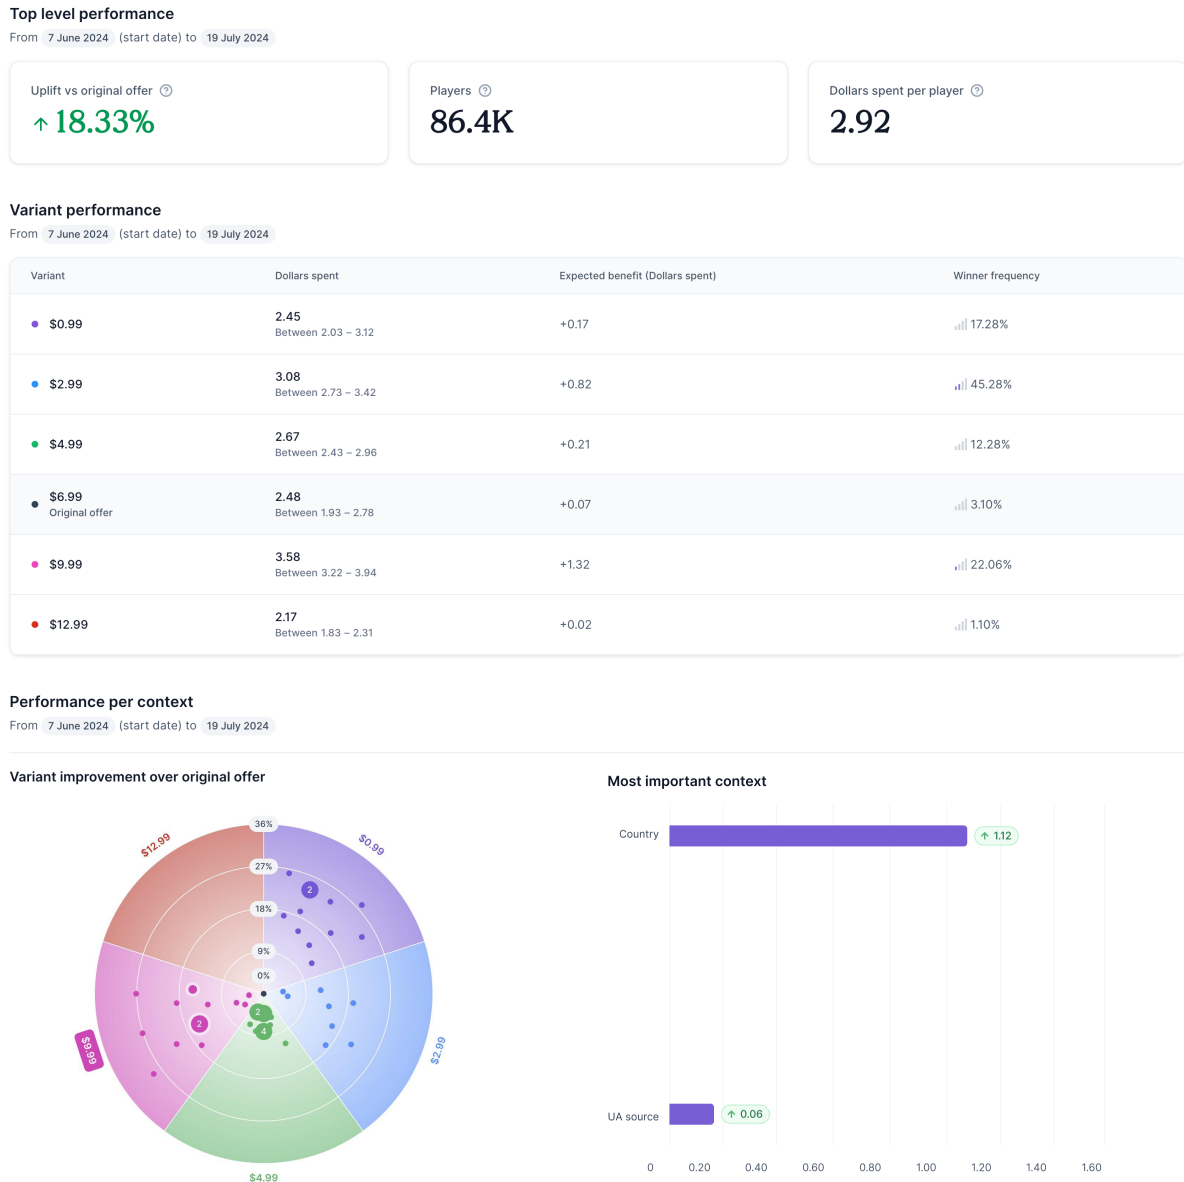 Top level performance
From 7 June 2024 (start date) to 19 July 2024
Uplift vs original offer
Players
Dollars spent per player
↑ 18.33%
86.4K
2.92
Variant performance
From 7 June 2024 (start date) to 19 July 2024
Variant Dollars spent Expected benefit (Dollars spent) Winner frequency
$0.99 2.45 +0.17 17.28%
Between 2.03 – 3.12
$2.99 3.08 +0.82 45.28%
Between 2.73 – 3.42
$4.99 2.67 +0.21 12.28%
Between 2.43 – 2.96
$6.99 2.48 +0.07 3.10%
Original offer Between 1.93 – 2.78
$9.99 3.58 +1.32 22.06%
Between 3.22 – 3.94
$12.99 2.17 +0.02 1.10%
Between 1.83 – 2.31
Performance per context
From 7 June 2024 (start date) to 19 July 2024
Variant improvement over original offer
36%
27%
18%
9%
0%
$12.99
$0.99
$9.99
$2.99
$4.99
2
2
2
4
Most important context
Country ↑ 1.12
UA source ↑ 0.06
0 0.20 0.40 0.60 0.80 1.00 1.20 1.40 1.60